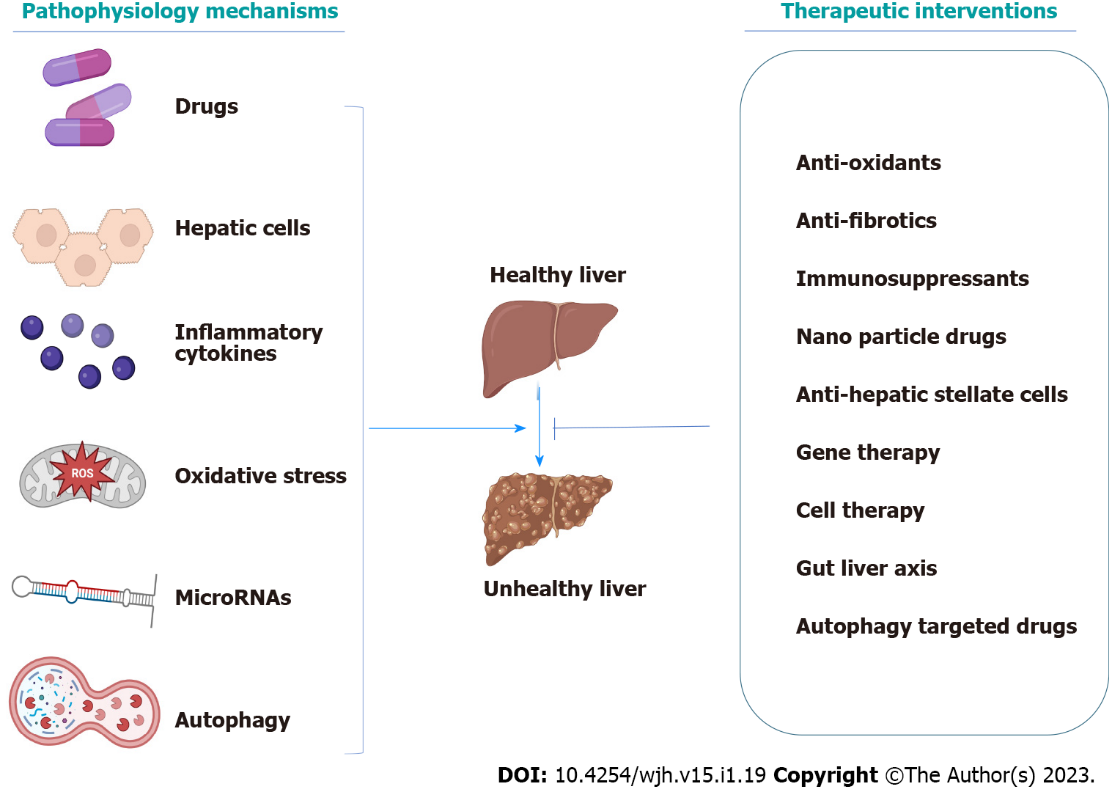 Pathophysiology mechanisms
Drugs
Hepatic cells
Inflammatory
cytokines
Oxidative stress
ROS
MicroRNAs
Autophagy
Healthy liver
Unhealthy liver
Therapeutic interventions
Anti-oxidants
Anti-fibrotics
Immunosuppressants
Nano particle drugs
Anti-hepatic stellate cells
Gene therapy
Cell therapy
Gut liver axis
Autophagy targeted drugs
DOI: 10.4254/wjh.v15.i1.19 Copyright ©The Author(s) 2023.